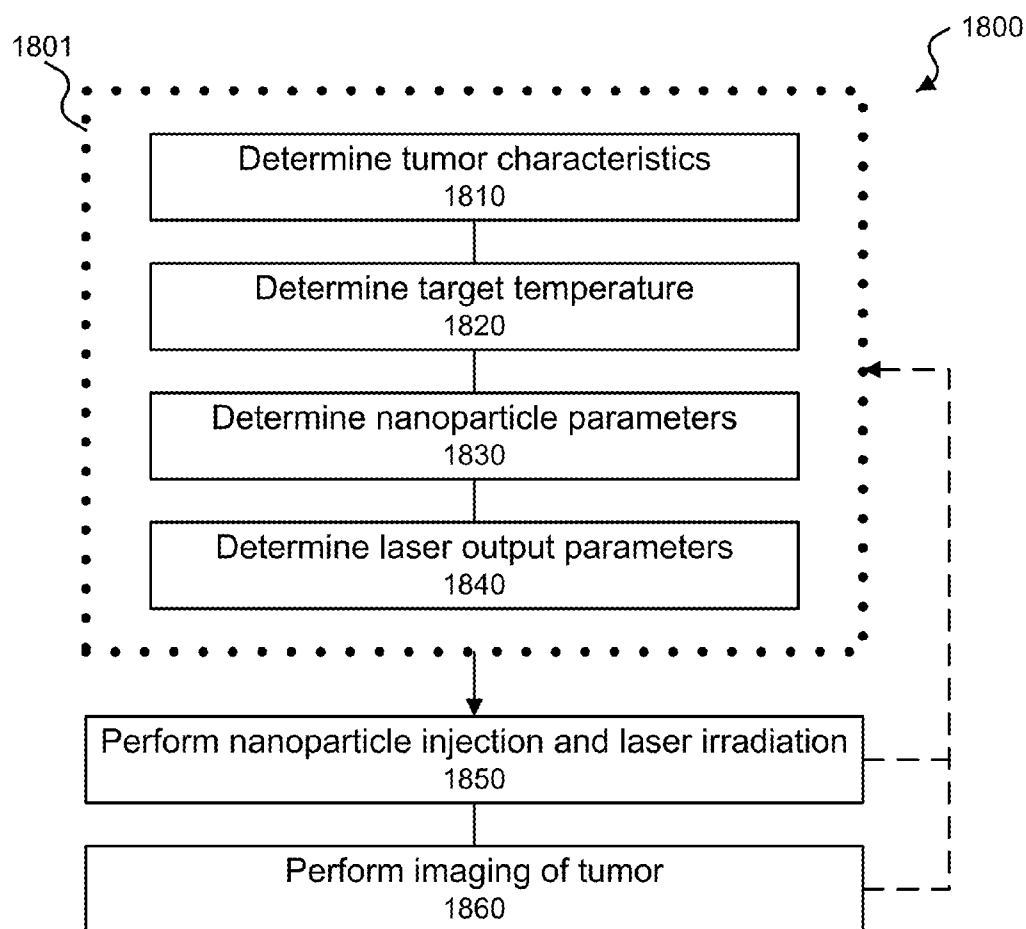 1800
1801
Determine tumor characteristics
1810
Determine target temperature
1820
Determine nanoparticle parameters
1830
Determine laser output parameters
1840
Perform nanoparticle injection and laser irradiation
1850
Perform imaging of tumor
1860